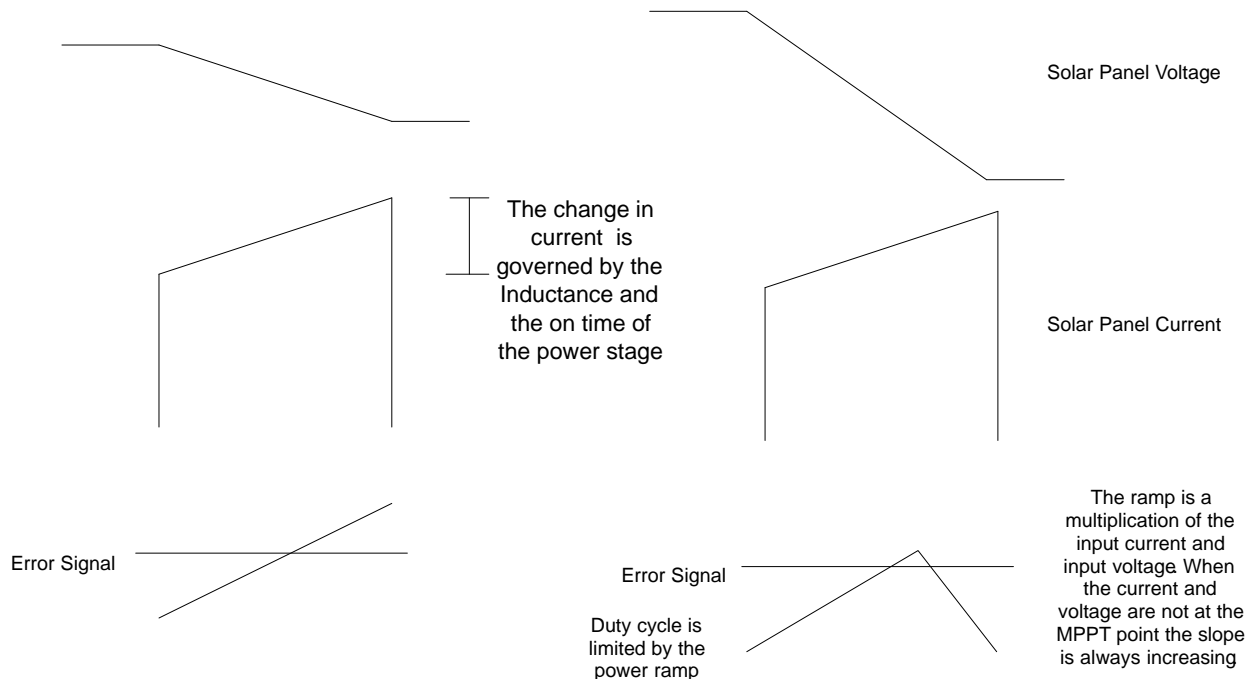 Solar Panel Voltage
The change in
current is
governed by the
Inductance and
the on time of
the power stage
Solar Panel Current
Error Signal
Error Signal
Duty cycle is
limited by the
power ramp
The ramp is a
multiplication of the
input current and
input voltage. When
the current and
voltage are not at the
MPPT point the slope
is always increasing.